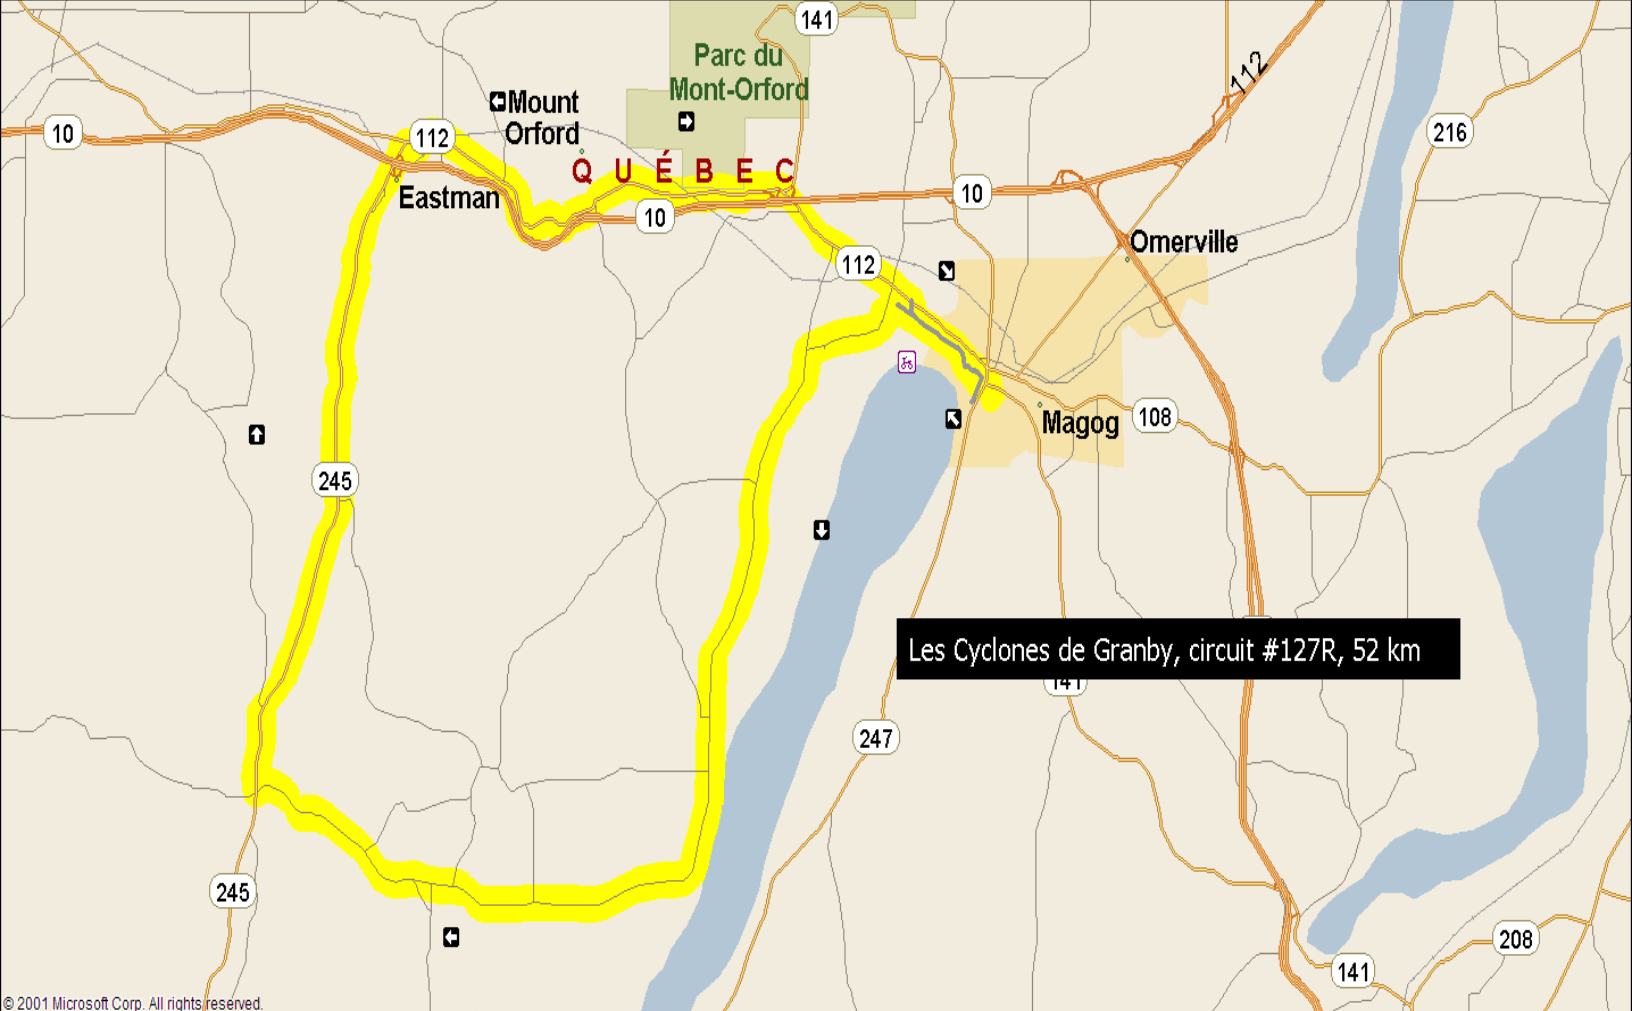 141
Parc du
Mont-Orford
112
Mount
Orford
10
112
216
QUÉBEC
Eastman
10
10
Omerville
112
108
Magog
245
Les Cyclones de Granby, circuit #127R, 52 km
141
247
245
208
141
© 2001 Microsoft Corp. All rights reserved.